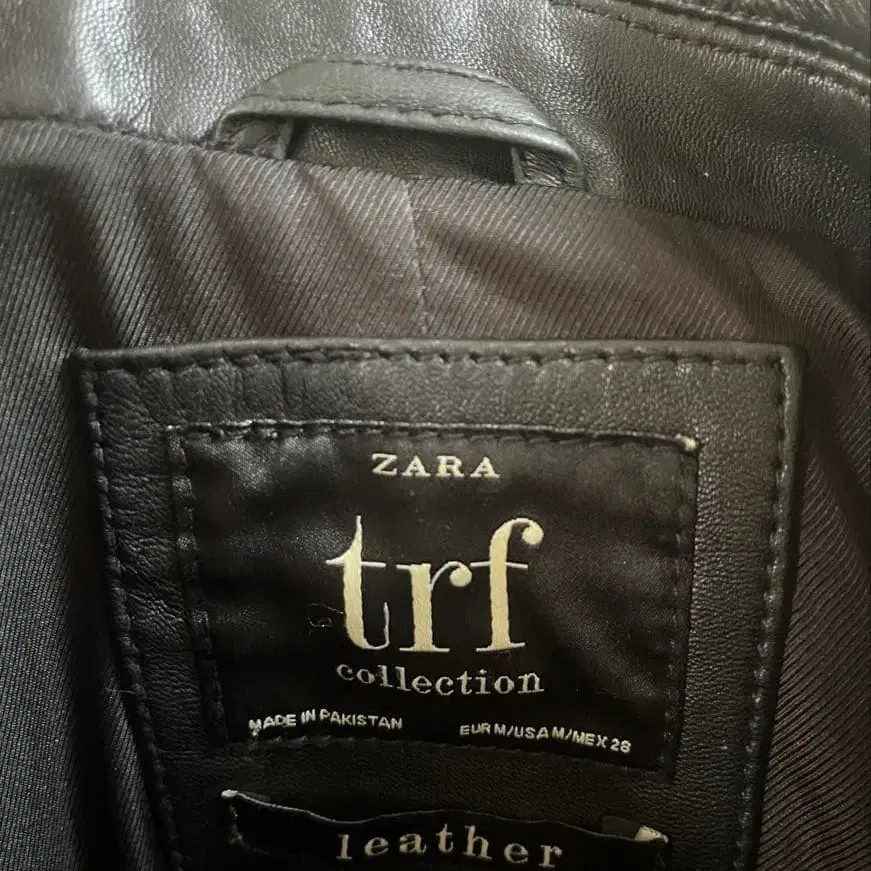 ZARA
trf
collection
MADE IN PAKISTAN EUR M/USA M/MEX 28
leather